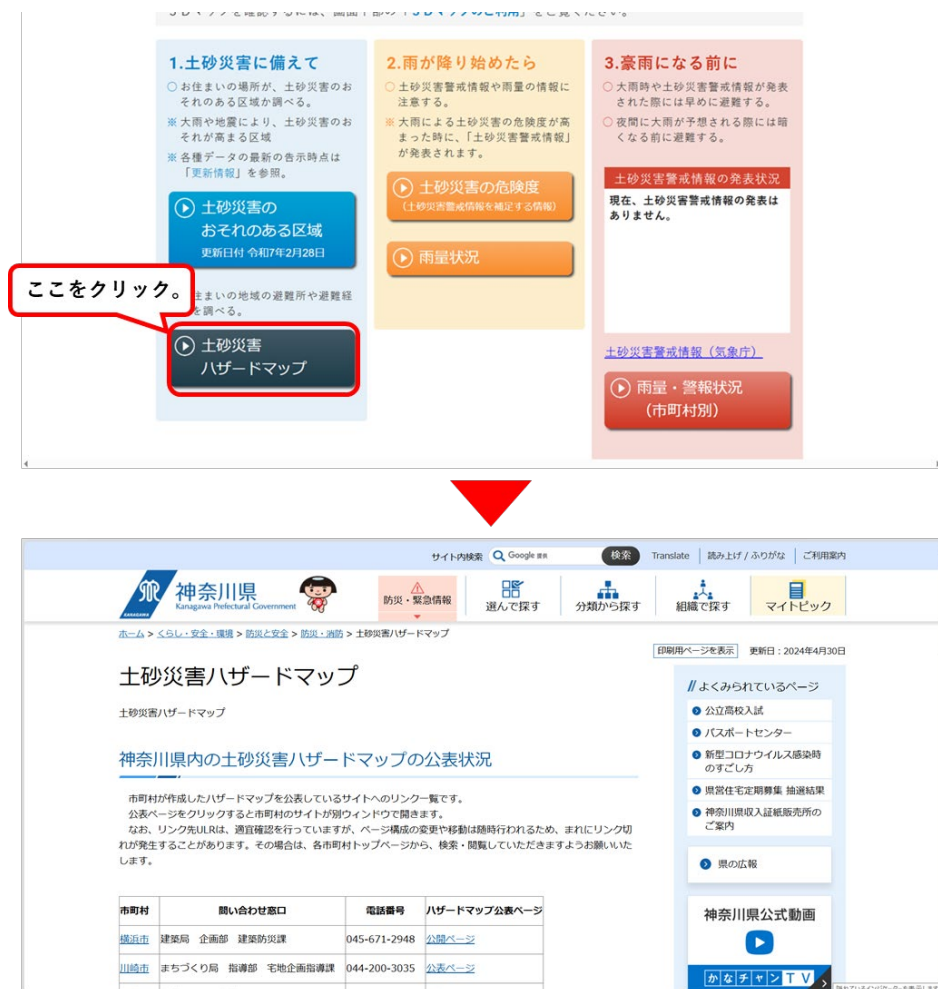 3Dマップを確認するには、画面下部の「3Dマップのご利用」をご覧ください。
1.土砂災害に備えて
○お住まいの場所が、土砂災害のお
それのある区域か調べる。
※大雨や地震により、土砂災害のお
それが高まる区域
※各種データの最新の告示時点は
「更新情報」を参照。
土砂災害の
おそれのある区域
更新日付 令和7年2月28日
ここをクリック。
住まいの地域の避難所や避難経
を調べる。
土砂災害
ハザードマップ
2.雨が降り始めたら
○土砂災害警戒情報や雨量の情報に
注意する。
※大雨による土砂災害の危険度が高
まった時に、「土砂災害警戒情報」
が発表されます。
土砂災害の危険度
(土砂災害警戒情報を補足する情報)
雨量状況
3.豪雨になる前に
○大雨時や土砂災害警戒情報が発表
された際には早めに避難する。
○夜間に大雨が予想される際には暗
くなる前に避難する。
土砂災害警戒情報の発表状況
現在、土砂災害警戒情報の発表は
ありません。
土砂災害警戒情報（気象庁）
雨量・警報状況
(市町村別)
サイト内検索 Google 提供 検索 Translate 読み上げ / ふりがな ご利用案内
KANAGAWA
神奈川県
Kanagawa Prefectural Government
防災・緊急情報
選んで探す
分類から探す
組織で探す
マイトピック
ホーム > くらし・安全・環境 > 防災と安全 > 防災・消防 > 土砂災害ハザードマップ
印刷用ページを表示 更新日：2024年4月30日
土砂災害ハザードマップ
土砂災害ハザードマップ
神奈川県内の土砂災害ハザードマップの公表状況
市町村が作成したハザードマップを公表しているサイトへのリンク一覧です。
公表ページをクリックすると市町村のサイトが別ウィンドウで開きます。
なお、リンク先ULRは、適宜確認を行っていますが、ページ構成の変更や移動は随時行われるため、まれにリンク切
れが発生することがあります。その場合は、各市町村トップページから、検索・閲覧していただきますようお願いいた
します。
市町村 問い合わせ窓口 電話番号 ハザードマップ公表ページ
横浜市 建築局 企画部 建築防災課 045-671-2948 公開ページ
川崎市 まちづくり局 指導部 宅地企画指導課 044-200-3035 公表ページ
よくみられているページ
公立高校入試
パスポートセンター
新型コロナウイルス感染時
のすごし方
県営住宅定期募集 抽選結果
神奈川県収入証紙販売所の
ご案内
県の広報
神奈川県公式動画
かなチャンTV